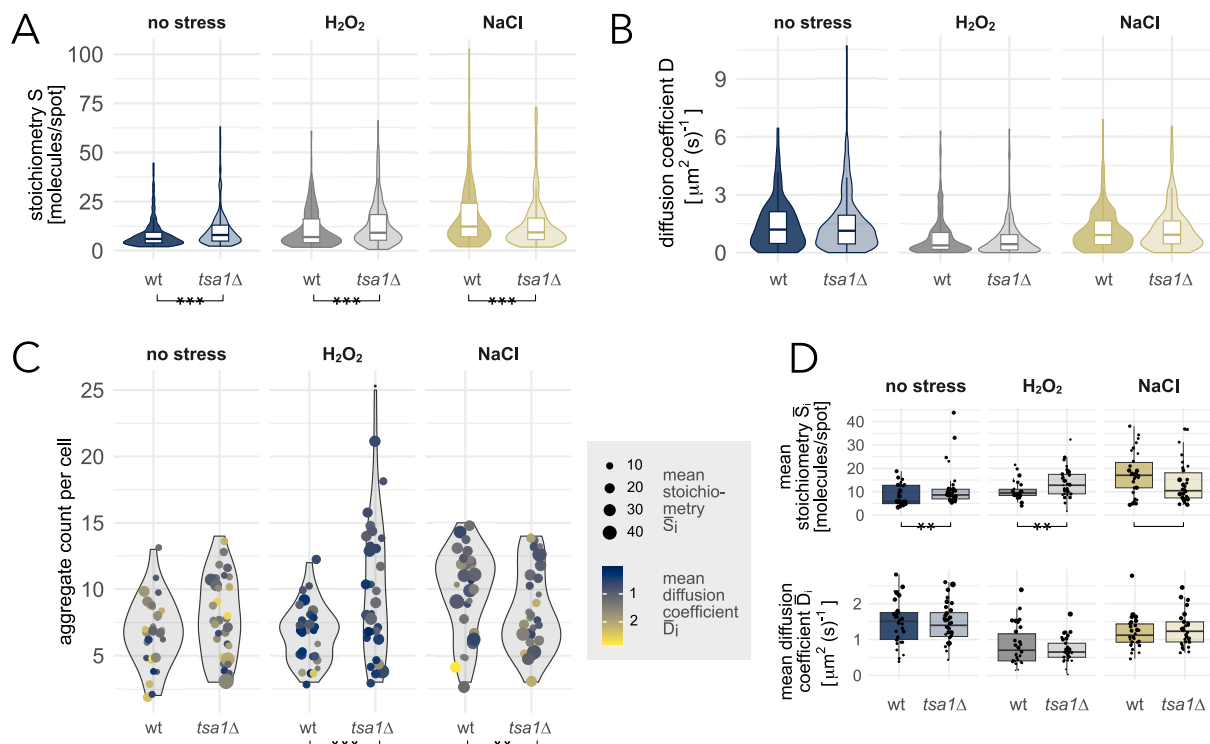 A
no stress
H₂O₂
NaCl
stoichiometry S
[molecules/spot]
100
75
50
25
0
wt
tsa1Δ
wt
tsa1Δ
wt
tsa1Δ
***
***
***
B
no stress
H₂O₂
NaCl
diffusion coefficient D
[ µm² (s)⁻¹ ]
9
6
3
0
wt
tsa1Δ
wt
tsa1Δ
wt
tsa1Δ
C
no stress
H₂O₂
NaCl
aggregate count per cell
25
20
15
10
5
wt
tsa1Δ
wt
tsa1Δ
wt
tsa1Δ
***
**
10
20
30
40
mean
stoichio-
metry
S̅ᵢ
1
2
mean
diffusion
coefficient
D̅ᵢ
D
no stress
H₂O₂
NaCl
mean
stoichiometry S̅ᵢ
[molecules/spot]
40
30
20
10
0
**
**
mean diffusion
coefficient D̅ᵢ
[ µm² (s)⁻¹ ]
2
1
0
wt
tsa1Δ
wt
tsa1Δ
wt
tsa1Δ